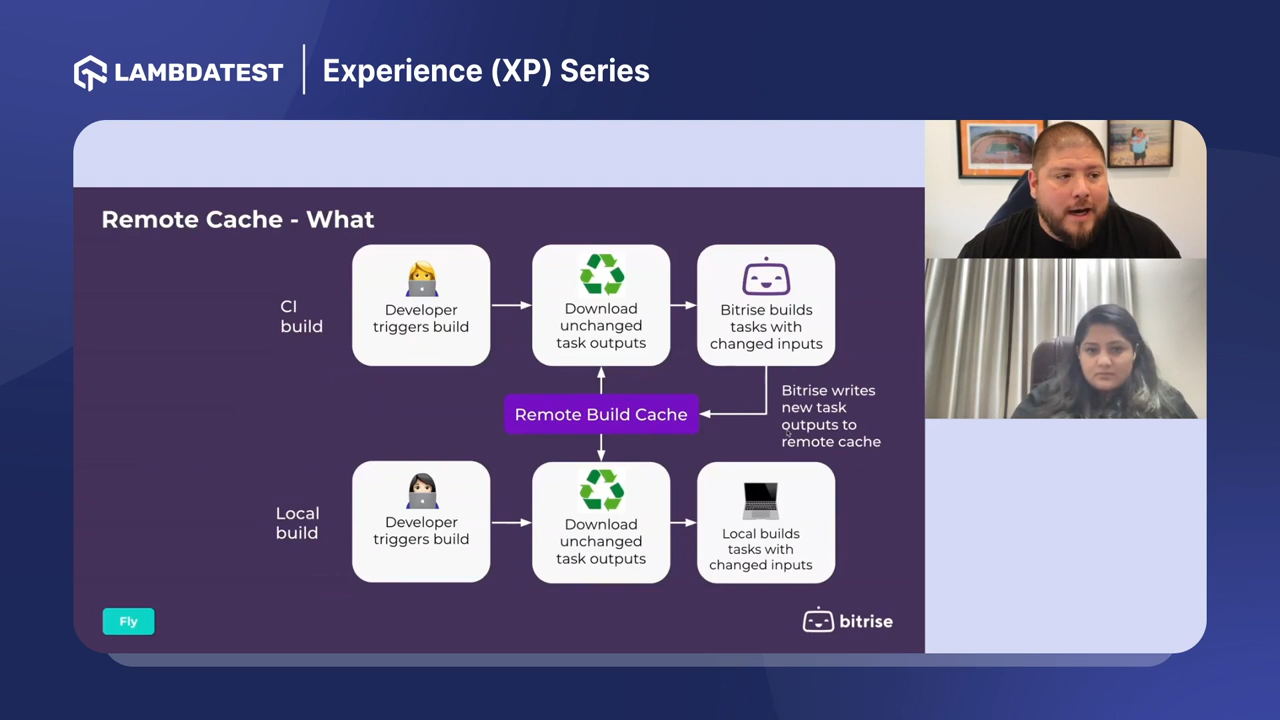 LAMBDATEST
Experience (XP) Series
Remote Cache - What
CI
build
Developer
triggers build
Download
unchanged
task outputs
Bitrise builds
tasks with
changed inputs
Remote Build Cache
Bitrise writes
new task
outputs to
remote cache
Local
build
Developer
triggers build
Download
unchanged
task outputs
Local builds
tasks with
changed inputs
Fly
bitrise